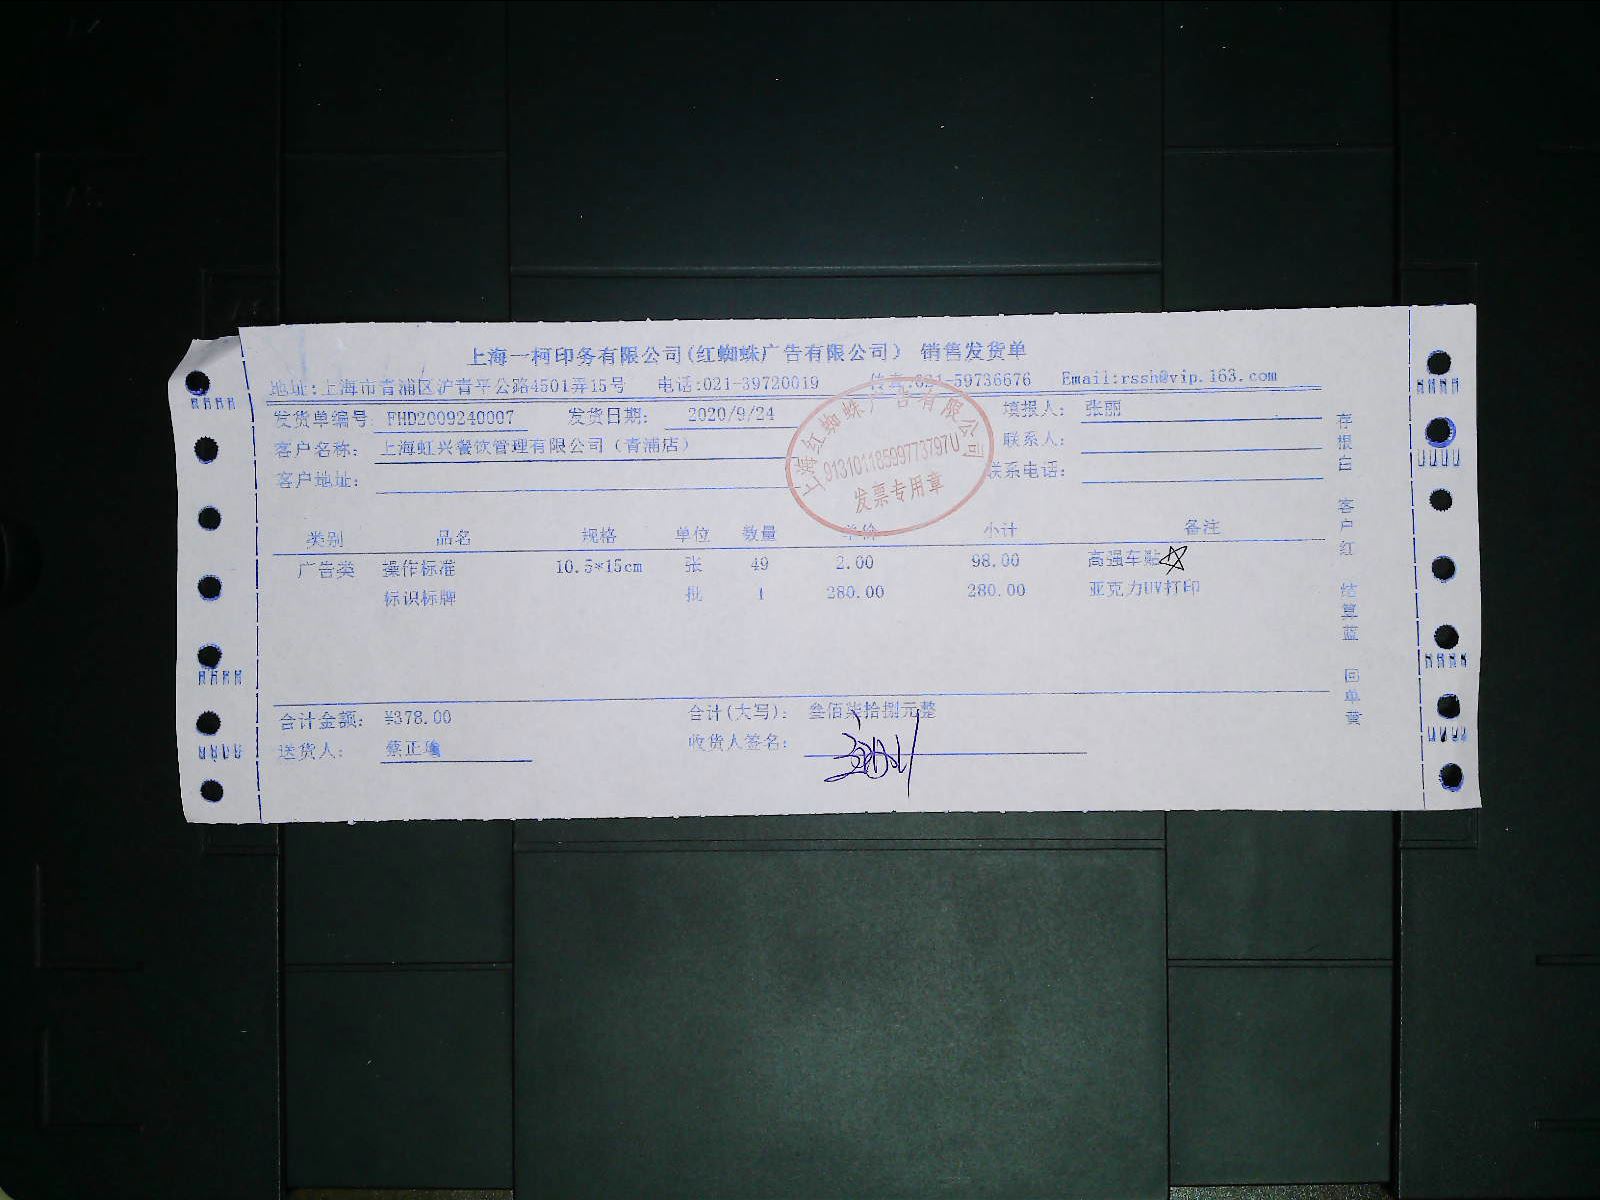 上海一柯印务有限公司(红蜘蛛广告有限公司) 销售发货单
地址:上海市青浦区沪青平公路4501弄15号 电话:021-39720019 传真:021-59736676 Email:rssh@vip.163.com
发货单编号: FHD2009240007 发货日期: 2020/9/24 填报人: 张丽
客户名称: 上海虹兴餐饮管理有限公司(青浦店) 联系人:
客户地址: 联系电话:
上海红蜘蛛广告有限公司
91310118599773797U
发票专用章
类别 品名 规格 单位 数量 单价 小计 备注
广告类 操作标准 10.5*15cm 张 49 2.00 98.00 高强车贴
标识标牌 批 1 280.00 280.00 亚克力UV打印
合计金额: ¥378.00 合计(大写): 叁佰柒拾捌元整
送货人: 蔡正 收货人签名:
存根白 客户红 结算蓝 回单黄